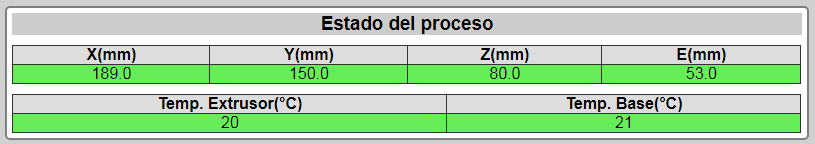 Estado del proceso
X(mm) Y(mm) Z(mm) E(mm)
189.0 150.0 80.0 53.0
Temp. Extrusor(°C) Temp. Base(°C)
20 21